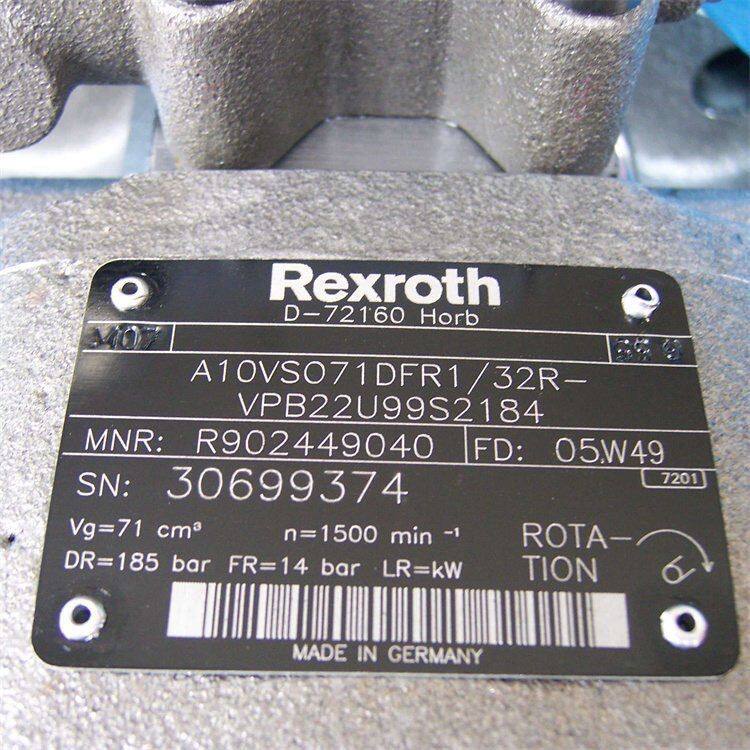 Rexroth
D-72160 Horb
M07
A10VSO71DFR1/32R-
VPB22U99S2184
MNR: R902449040 FD: 05W49
SN: 30699374 7201
Vg=71 cm³ n=1500 min⁻¹
DR=185 bar FR=14 bar LR=kW
ROTA-
TION
MADE IN GERMANY